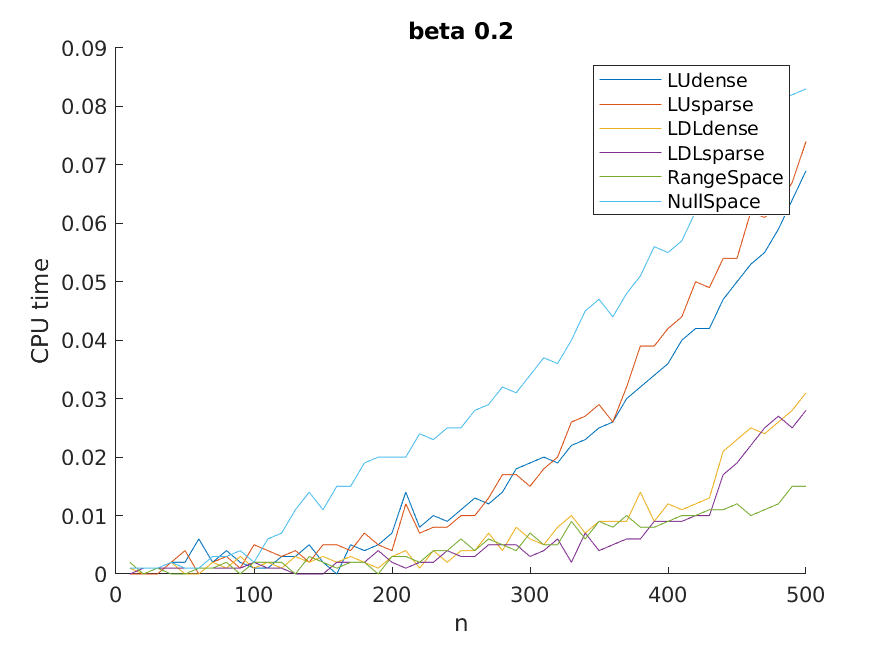 beta 0.2
0.09
0.08
0.07
0.06
0.05
0.04
0.03
0.02
0.01
0
CPU time
LUdense
LUsparse
LDLdense
LDLsparse
RangeSpace
NullSpace
0 100 200 300 400 500
n